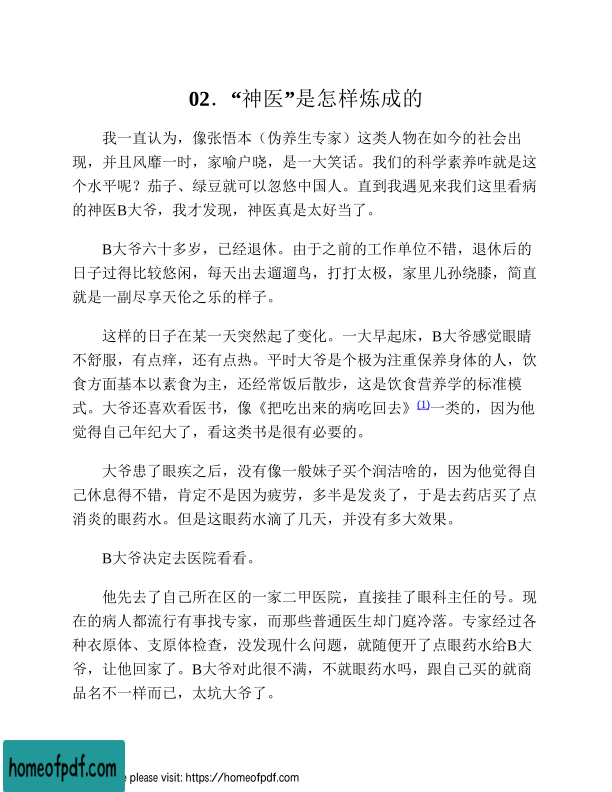 02．“神医”是怎样炼成的
我一直认为，像张悟本（伪养生专家）这类人物在如今的社会出
现，并且风靡一时，家喻户晓，是一大笑话。我们的科学素养咋就是这
个水平呢？茄子、绿豆就可以忽悠中国人。直到我遇见来我们这里看病
的神医B大爷，我才发现，神医真是太好当了。
B大爷六十多岁，已经退休。由于之前的工作单位不错，退休后的
日子过得比较悠闲，每天出去遛遛鸟，打打太极，家里儿孙绕膝，简直
就是一副尽享天伦之乐的样子。
这样的日子在某一天突然起了变化。一大早起床，B大爷感觉眼睛
不舒服，有点痒，还有点热。平时大爷是个极为注重保养身体的人，饮
食方面基本以素食为主，还经常饭后散步，这是饮食营养学的标准模
式。大爷还喜欢看医书，像《把吃出来的病吃回去》(1)一类的，因为他
觉得自己年纪大了，看这类书是很有必要的。
大爷患了眼疾之后，没有像一般妹子买个润洁啥的，因为他觉得自
己休息得不错，肯定不是因为疲劳，多半是发炎了，于是去药店买了点
消炎的眼药水。但是这眼药水滴了几天，并没有多大效果。
B大爷决定去医院看看。
他先去了自己所在区的一家二甲医院，直接挂了眼科主任的号。现
在的病人都流行有事找专家，而那些普通医生却门庭冷落。专家经过各
种衣原体、支原体检查，没发现什么问题，就随便开了点眼药水给B大
爷，让他回家了。B大爷对此很不满，不就眼药水吗，跟自己买的就商
品名不一样而已，太坑大爷了。
homeofpdf.com
e please visit: https://homeofpdf.com